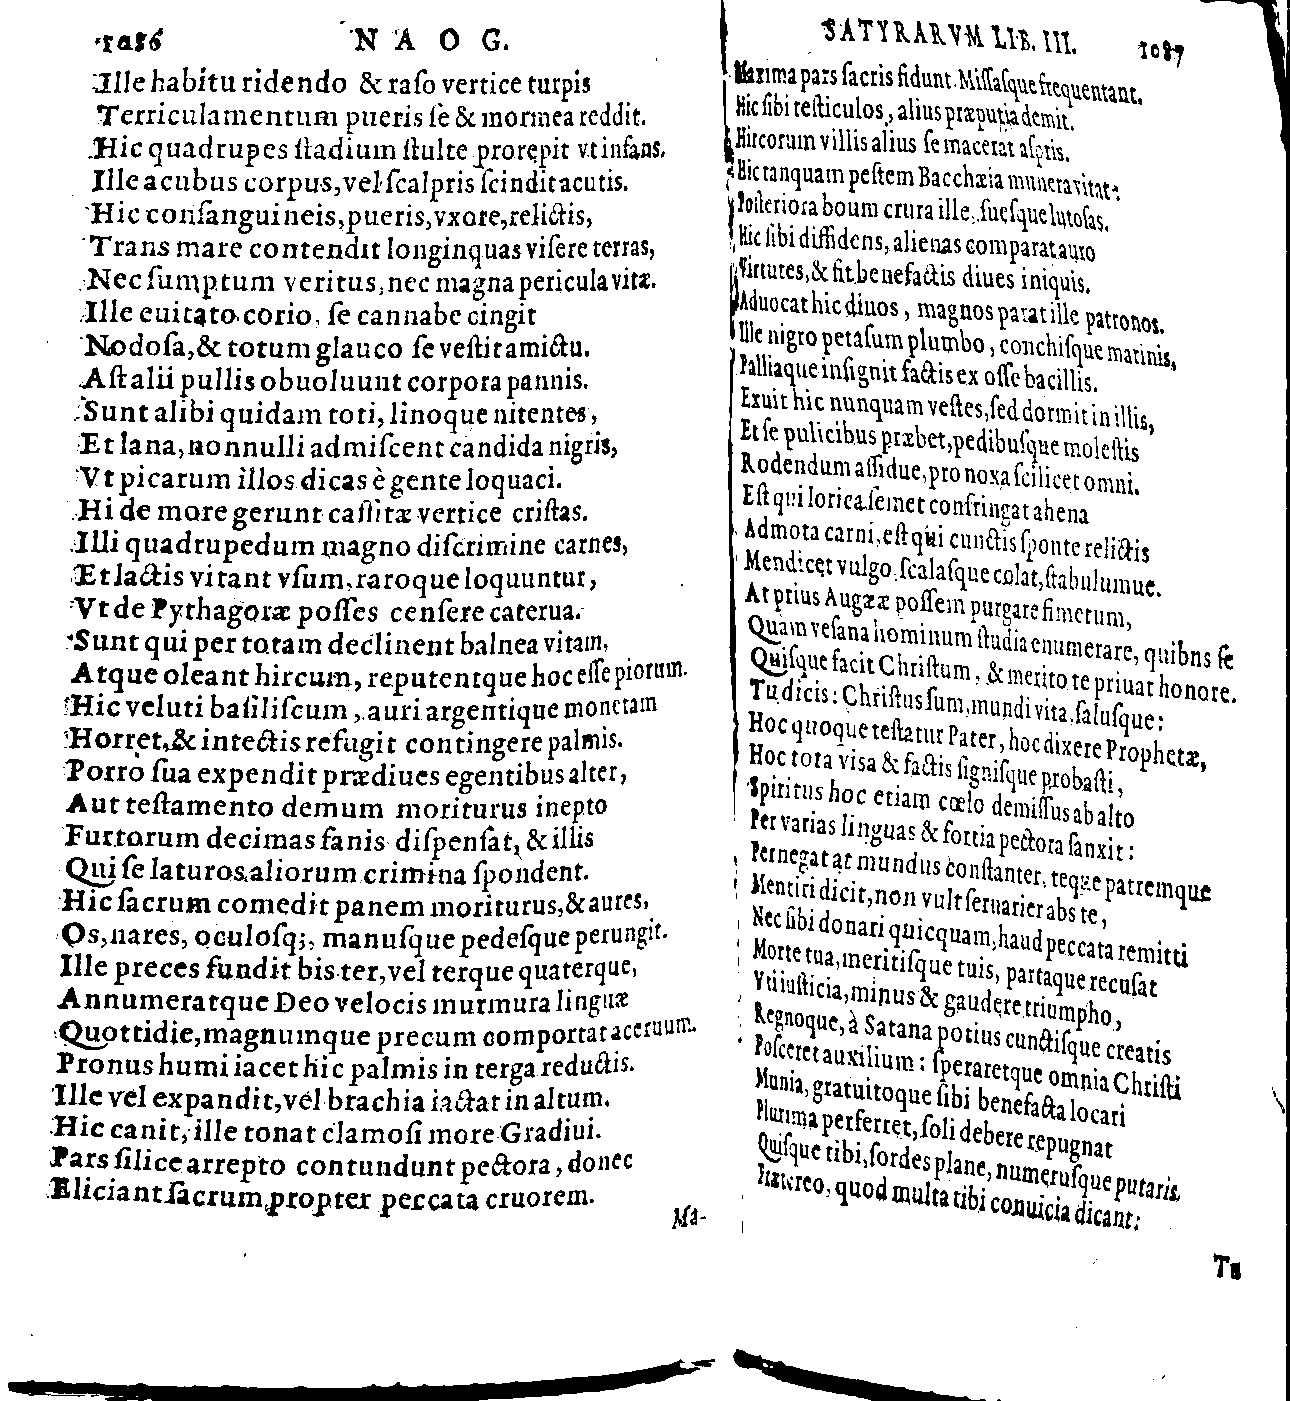 1086 NAOG.
Ille habitu ridendo & raſo vertice turpis
Terriculamentum pueris ſè & mormea reddit.
Hic quadrupes ſtadium ſtulte prorępit vt inſans.
Ille acubus corpus, vel ſcalpris ſcindit acutis.
Hic conſanguineis, pueris, vxore, relictis,
Trans mare contendit longinquas viſere terras,
Nec ſumptum veritus, nec magna pericula vitæ.
Ille euitato corio, ſe cannabe cingit
Nodoſa, & totum glauco ſe veſtit amictu.
Aſt alii pullis obuoluunt corpora pannis.
Sunt alibi quidam toti, linoque nitentes,
Et lana, nonnulli admiſcent candida nigris,
Vt picarum illos dicas è gente loquaci.
Hi de more gerunt caſſitæ vertice criſtas.
Illi quadrupedum magno diſcrimine carnes,
Et lactis vitant vſum, raroque loquuntur,
Vt de Pythagoræ poſſes cenſere caterua.
Sunt qui per totam declinent balnea vitam,
Atque oleant hircum, reputentque hoc eſſe piorum.
Hic veluti baſiliſcum, auri argentique monetam
Horret, & intectis refugit contingere palmis.
Porrò ſua expendit prædiues egentibus alter,
Aut teſtamento demum moriturus inepto
Furtorum decimas fanis diſpenſat, & illis
Qui ſe laturos aliorum crimina ſpondent.
Hic ſacrum comedit panem moriturus, & aures,
Os, nares, oculoſq;, manuſque pedeſque perungit.
Ille preces fundit bis ter, vel terque quaterque,
Annumeratque Deo velocis murmura linguæ
Quottidie, magnumque precum comportat aceruum.
Pronus humi iacet hic palmis in terga reductis.
Ille vel expandit, vel brachia iactat in altum.
Hic canit, ille tonat clamoſi more Gradiui.
Pars ſilice arrepto contundunt pectora, donec
Eliciant ſacrum propter peccata cruorem.
Ma-
SATYRARVM LIB. III. 1087
Maxima pars ſacris fidunt. Miſſaſque frequentant.
Hic ſibi teſticulos, alius præputia demit.
Hircorum villis alius ſe macerat aſpris.
Hic tanquam peſtem Bacchæia munera vitat:
Poſteriora boum crura ille, ſueſque lutoſas.
Hic ſibi diffidens, alienas comparat auro
Virtutes, & fit benefactis diues iniquis.
Aduocat hic diuos, magnos parat ille patronos.
Ille nigro petaſum plumbo, conchiſque marinis,
Palliaque inſignit factis ex oſſe bacillis.
Exuit hic nunquam veſtes, ſed dormit in illis,
Et ſe pulicibus præbet, pedibuſque moleſtis
Rodendum aſſidue, pro noxa ſcilicet omni.
Eſt qui lorica ſemet conſtringat ahena
Admota carni, eſt qui cunctis ſponte relictis
Mendicet vulgo, ſcalaſque colat, ſtabulumue.
At prius Augææ poſſem purgare fimetum,
Quàm veſana hominum ſtudia enumerare, quibns ſe
Quiſque facit Chriſtum, & merito te priuat honore.
Tu dicis: Chriſtus ſum, mundi vita, ſaluſque:
Hoc quoque teſtatur Pater, hoc dixere Prophetæ,
Hoc tota visa & factis ſigniſque probaſti,
Spiritus hoc etiam cœlo demiſſus ab alto
Per varias linguas & fortia pectora ſanxit:
Pernegat at mundus conſtanter, teque patremque
Mentiri dicit, non vult ſeruarier abs te,
Nec ſibi donari quicquam, haud peccata remitti
Morte tua, meritiſque tuis, partaque recuſat
Vti iuſticia, minus & gaudere triumpho,
Regnoque, à Satana potius cunctiſque creatis
Poſceret auxilium: ſperaretque omnia Chriſti
Munia, gratuitoque ſibi benefacta locari
Plurima perferret, ſoli debere repugnat
Quiſque tibi, ſordes plane, numeruſque putaris.
Prætereo, quod multa tibi conuicia dicant:
Tu